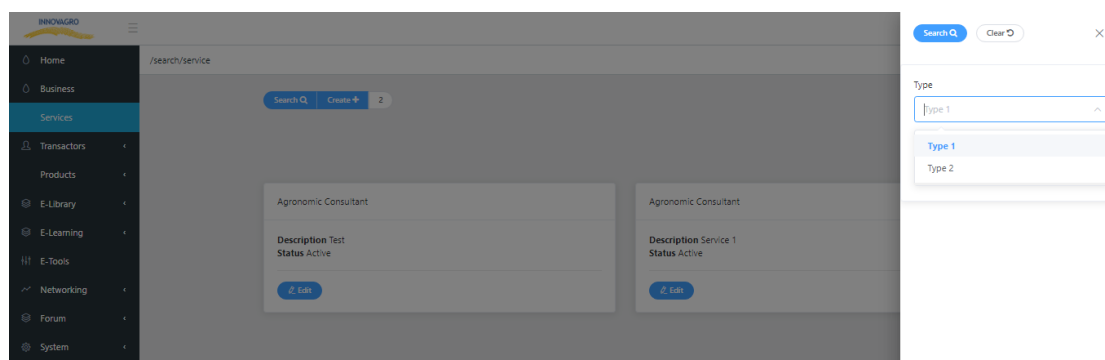 INNOVAGRO
Home
Business
Services
Transactors
Products
E-Library
E-Learning
E-Tools
Networking
Forum
System
/search/service
Search Create + 2
Agronomic Consultant
Description Test
Status Active
Edit
Agronomic Consultant
Description Service 1
Status Active
Edit
Search Clear
Type
Type 1
Type 1
Type 2